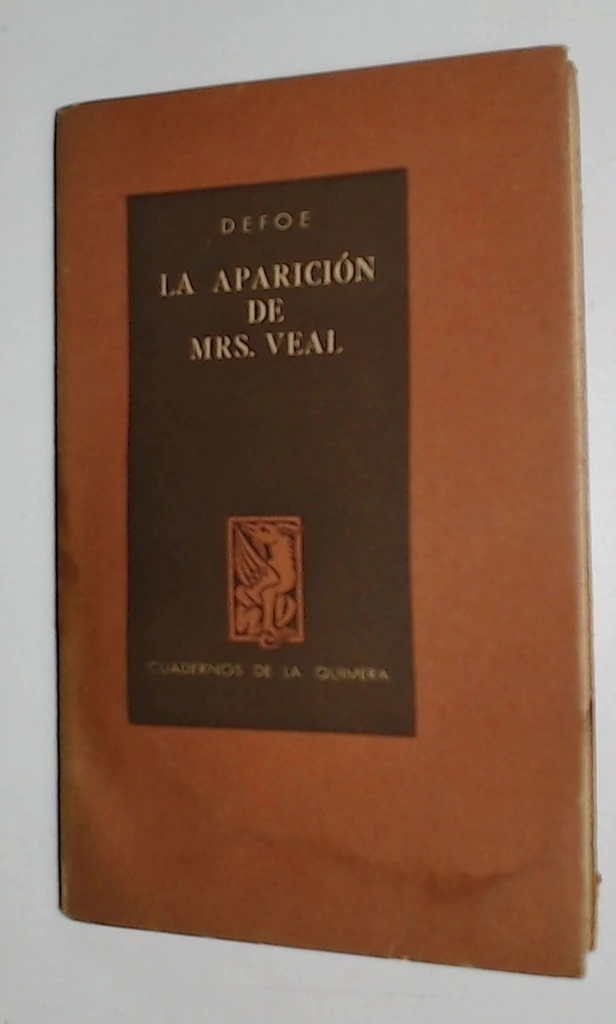 DEFOE
LA APARICIÓN
DE
MRS. VEAL
CUADERNOS DE LA QUIMERA